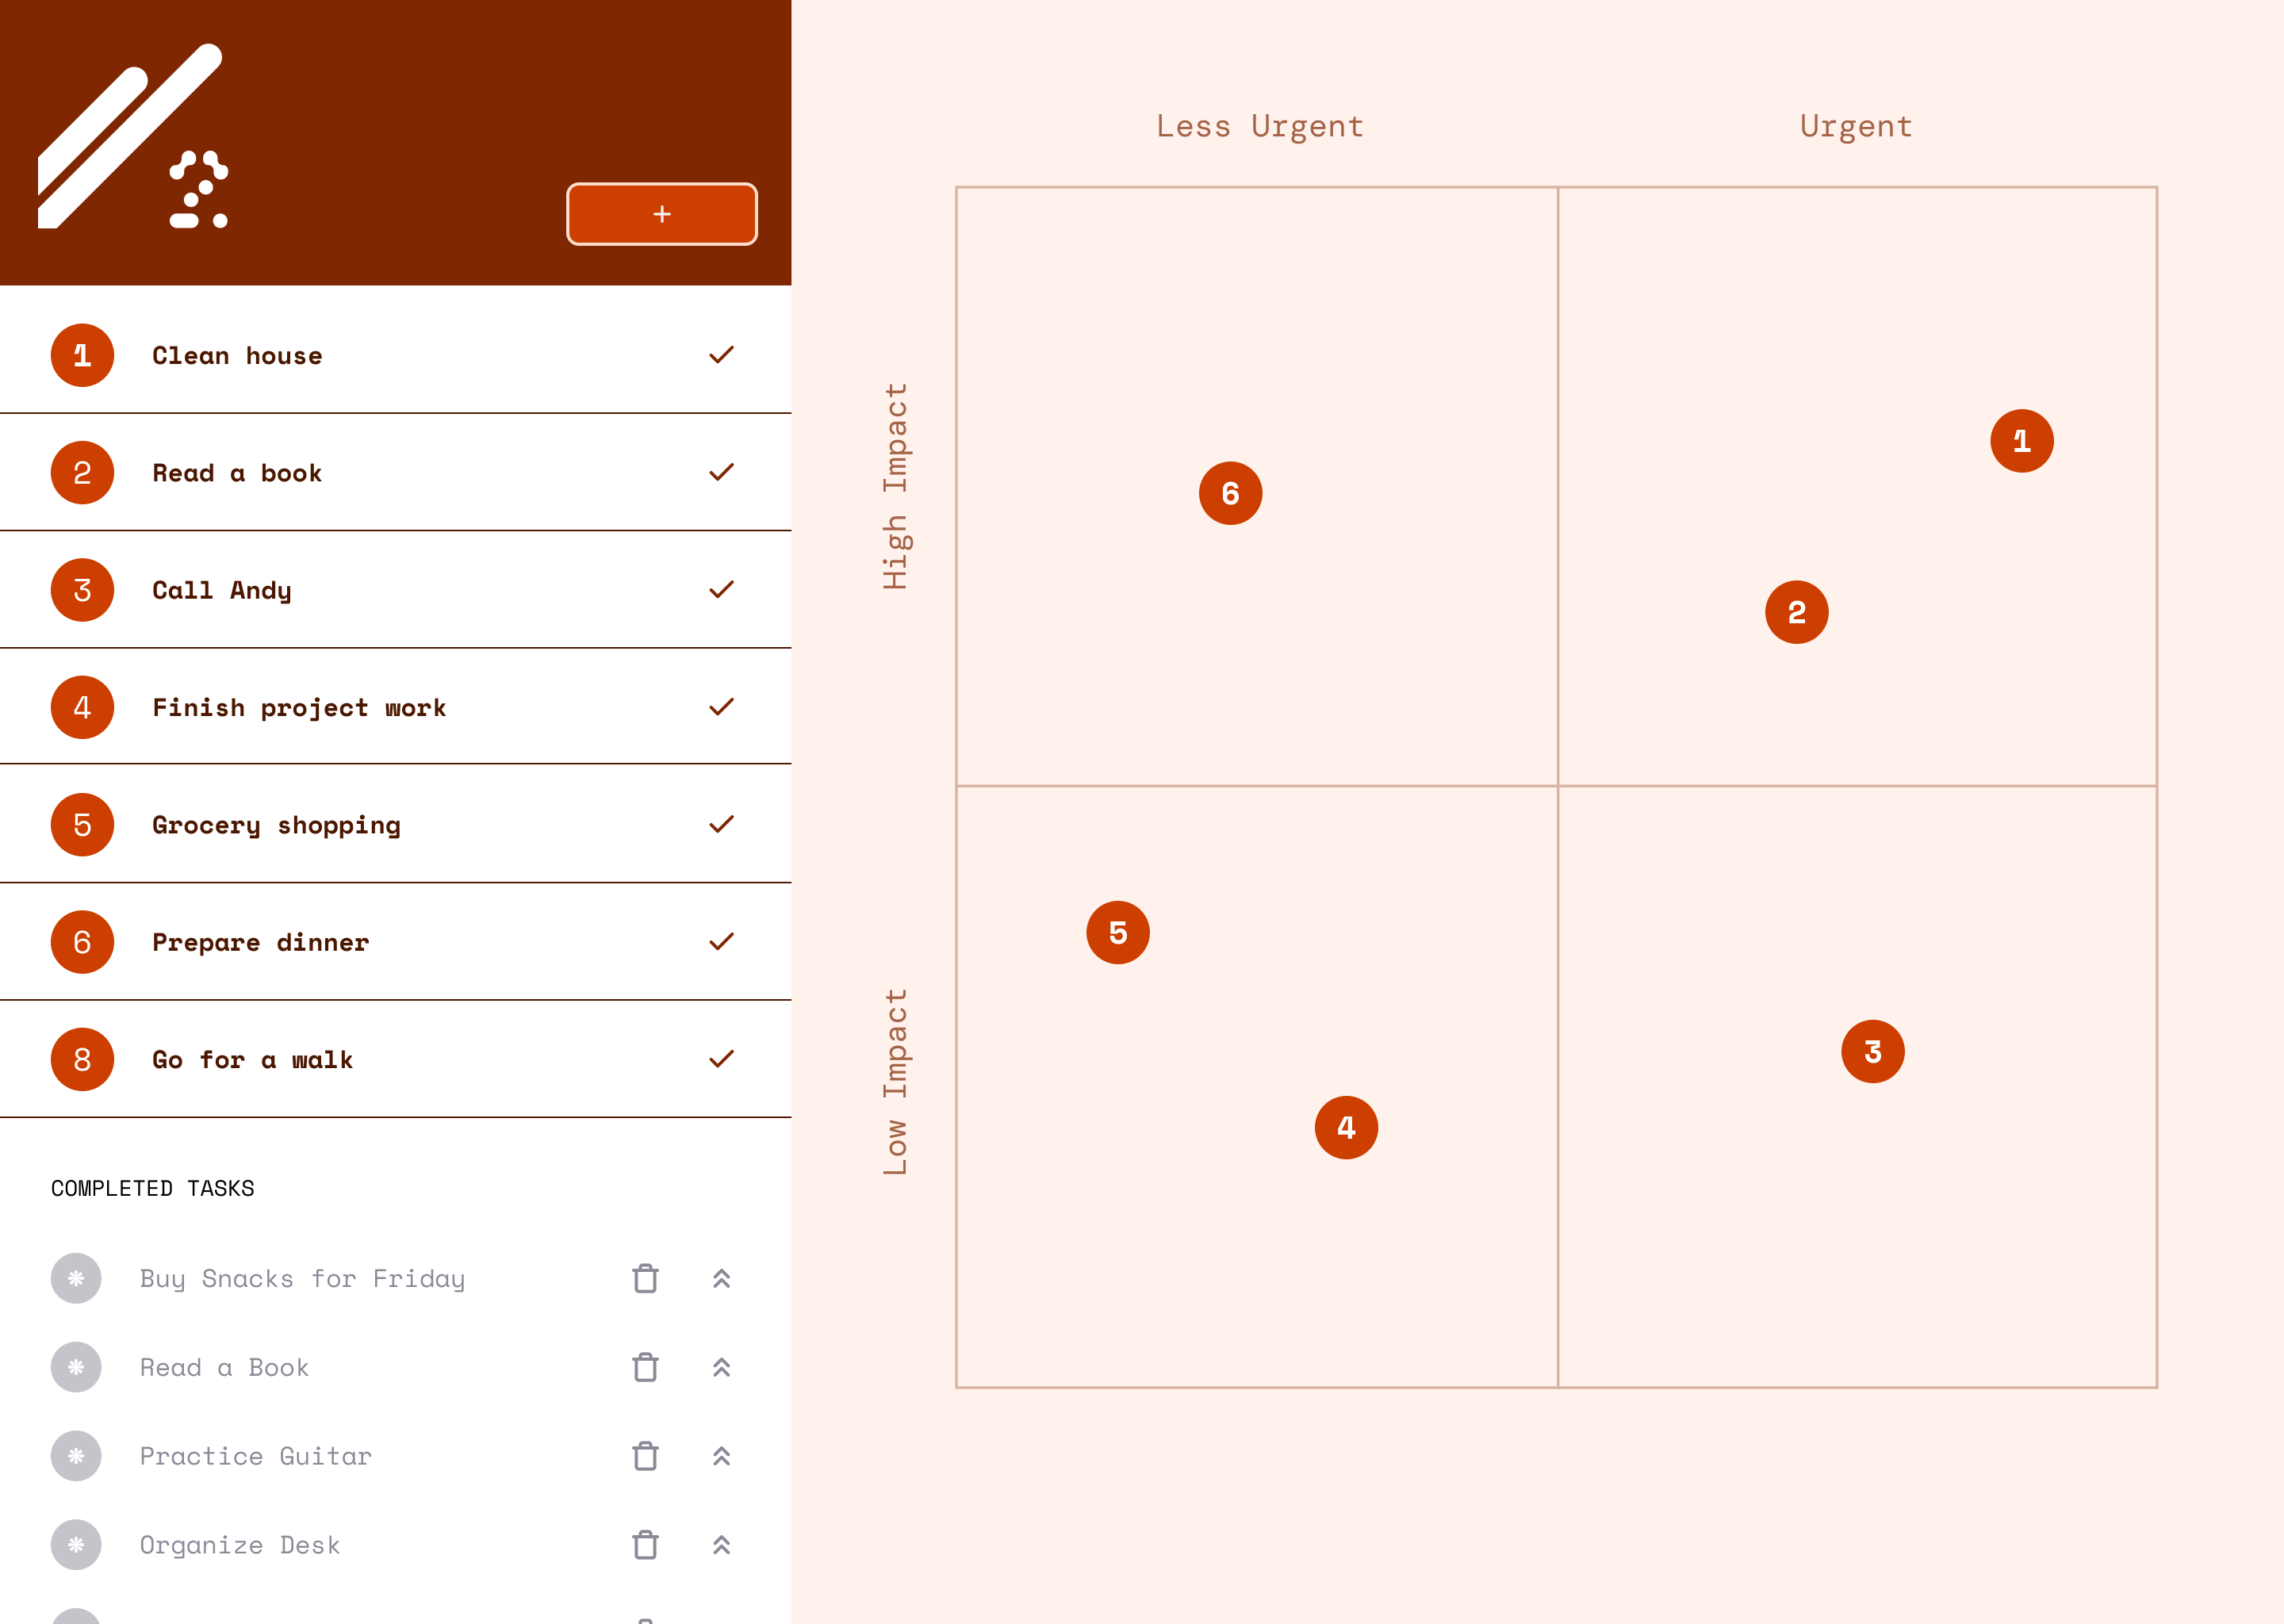 +
1 Clean house
2 Read a book
3 Call Andy
4 Finish project work
5 Grocery shopping
6 Prepare dinner
8 Go for a walk
COMPLETED TASKS
Buy Snacks for Friday
Read a Book
Practice Guitar
Organize Desk
Less Urgent
Urgent
High Impact
Low Impact
1
6
2
5
3
4